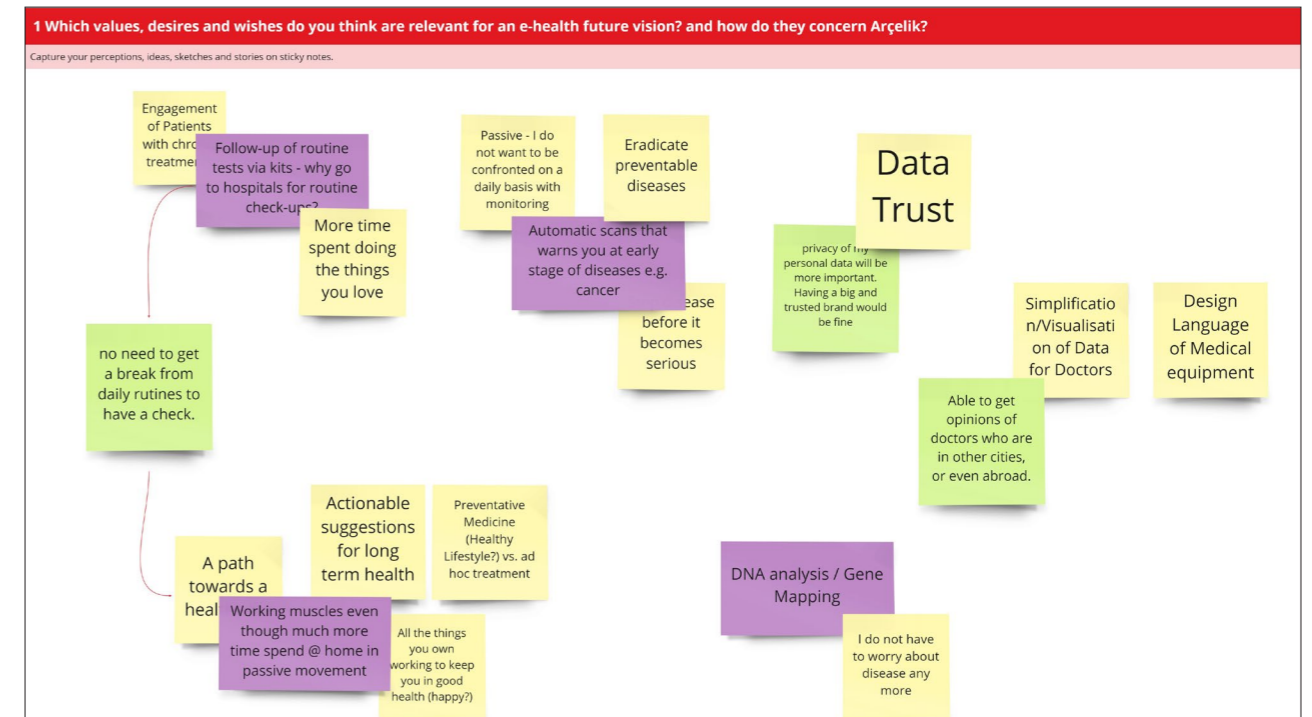 1 Which values, desires and wishes do you think are relevant for an e-health future vision? and how do they concern Arçelik?
Capture your perceptions, ideas, sketches and stories on sticky notes.
Engagement
of Patients
with
Follow-up of routine
tests via kits - why go
to hospitals for routine
check-ups?
More time
spent doing
the things
you love
no need to get
a break from
daily rutines to
have a check.
Passive - I do
not want to be
confronted on a
daily basis with
monitoring
Eradicate
preventable
diseases
Automatic scans that
warns you at early
stage of diseases e.g.
cancer
before it
becomes
serious
Data
Trust
privacy of my
personal data will be
more important.
Having a big and
trusted brand would
be fine
Simplificatio
n/Visualisati
on of Data
for Doctors
Design
Language
of Medical
equipment
Able to get
opinions of
doctors who are
in other cities,
or even abroad.
A path
towards a
Working muscles even
though much more
time spend @ home in
passive movement
Actionable
suggestions
for long
term health
Preventative
Medicine
(Healthy
Lifestyle?) vs. ad
hoc treatment
All the things
you own
working to keep
you in good
health (happy?)
DNA analysis / Gene
Mapping
I do not have
to worry about
disease any
more